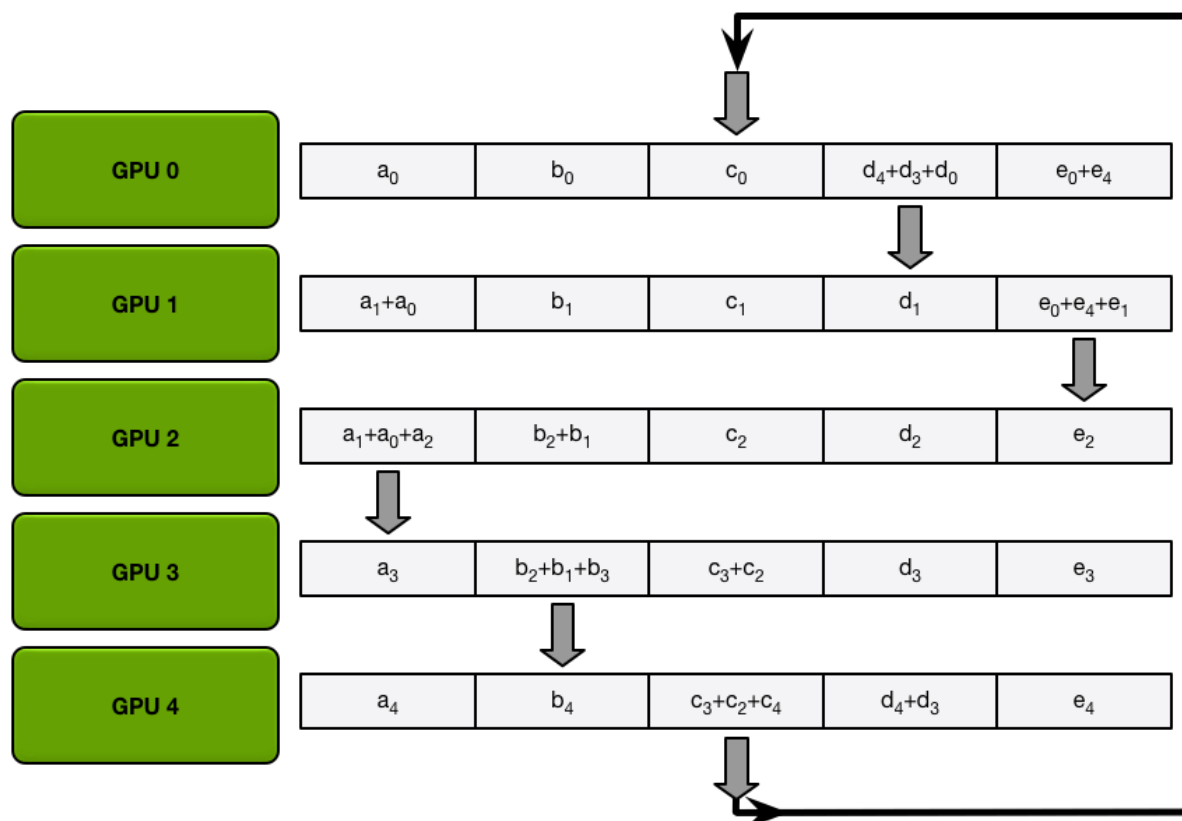 GPU 0 a₀ b₀ c₀ d₄+d₃+d₀ e₀+e₄
GPU 1 a₁+a₀ b₁ c₁ d₁ e₀+e₄+e₁
GPU 2 a₁+a₀+a₂ b₂+b₁ c₂ d₂ e₂
GPU 3 a₃ b₂+b₁+b₃ c₃+c₂ d₃ e₃
GPU 4 a₄ b₄ c₃+c₂+c₄ d₄+d₃ e₄